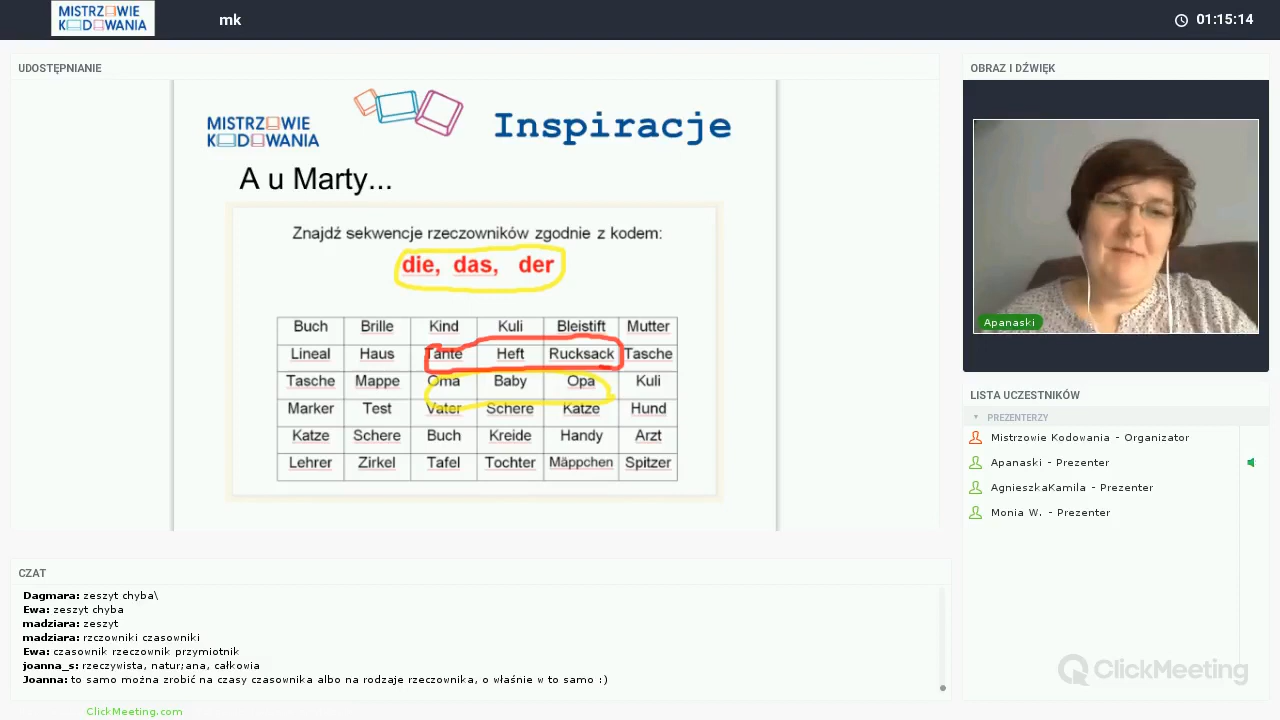 MISTRZOWIE
KODOWANIA
mk
01:15:14
UDOSTĘPNIANIE
MISTRZOWIE
KODOWANIA
Inspiracje
A u Marty...
Znajdź sekwencje rzeczowników zgodnie z kodem:
die, das, der
Buch Brille Kind Kuli Bleistift Mutter
Lineal Haus Tante Heft Rucksack Tasche
Tasche Mappe Oma Baby Opa Kuli
Marker Test Vater Schere Katze Hund
Katze Schere Buch Kreide Handy Arzt
Lehrer Zirkel Tafel Tochter Mäppchen Spitzer
OBRAZ I DŹWIĘK
Apanaski
LISTA UCZESTNIKÓW
PREZENTERZY
Mistrzowie Kodowania - Organizator
Apanaski - Prezenter
AgnieszkaKamila - Prezenter
Monia W. - Prezenter
CZAT
Dagmara: zeszyt chyba\
Ewa: zeszyt chyba
madziara: zeszyt
madziara: rzczowniki czasowniki
Ewa: czasownik rzeczownik przymiotnik
joanna_s: rzeczywista, natur;ana, całkowia
Joanna: to samo można zrobić na czasy czasownika albo na rodzaje rzeczownika, o właśnie w to samo :)
ClickMeeting
ClickMeeting.com